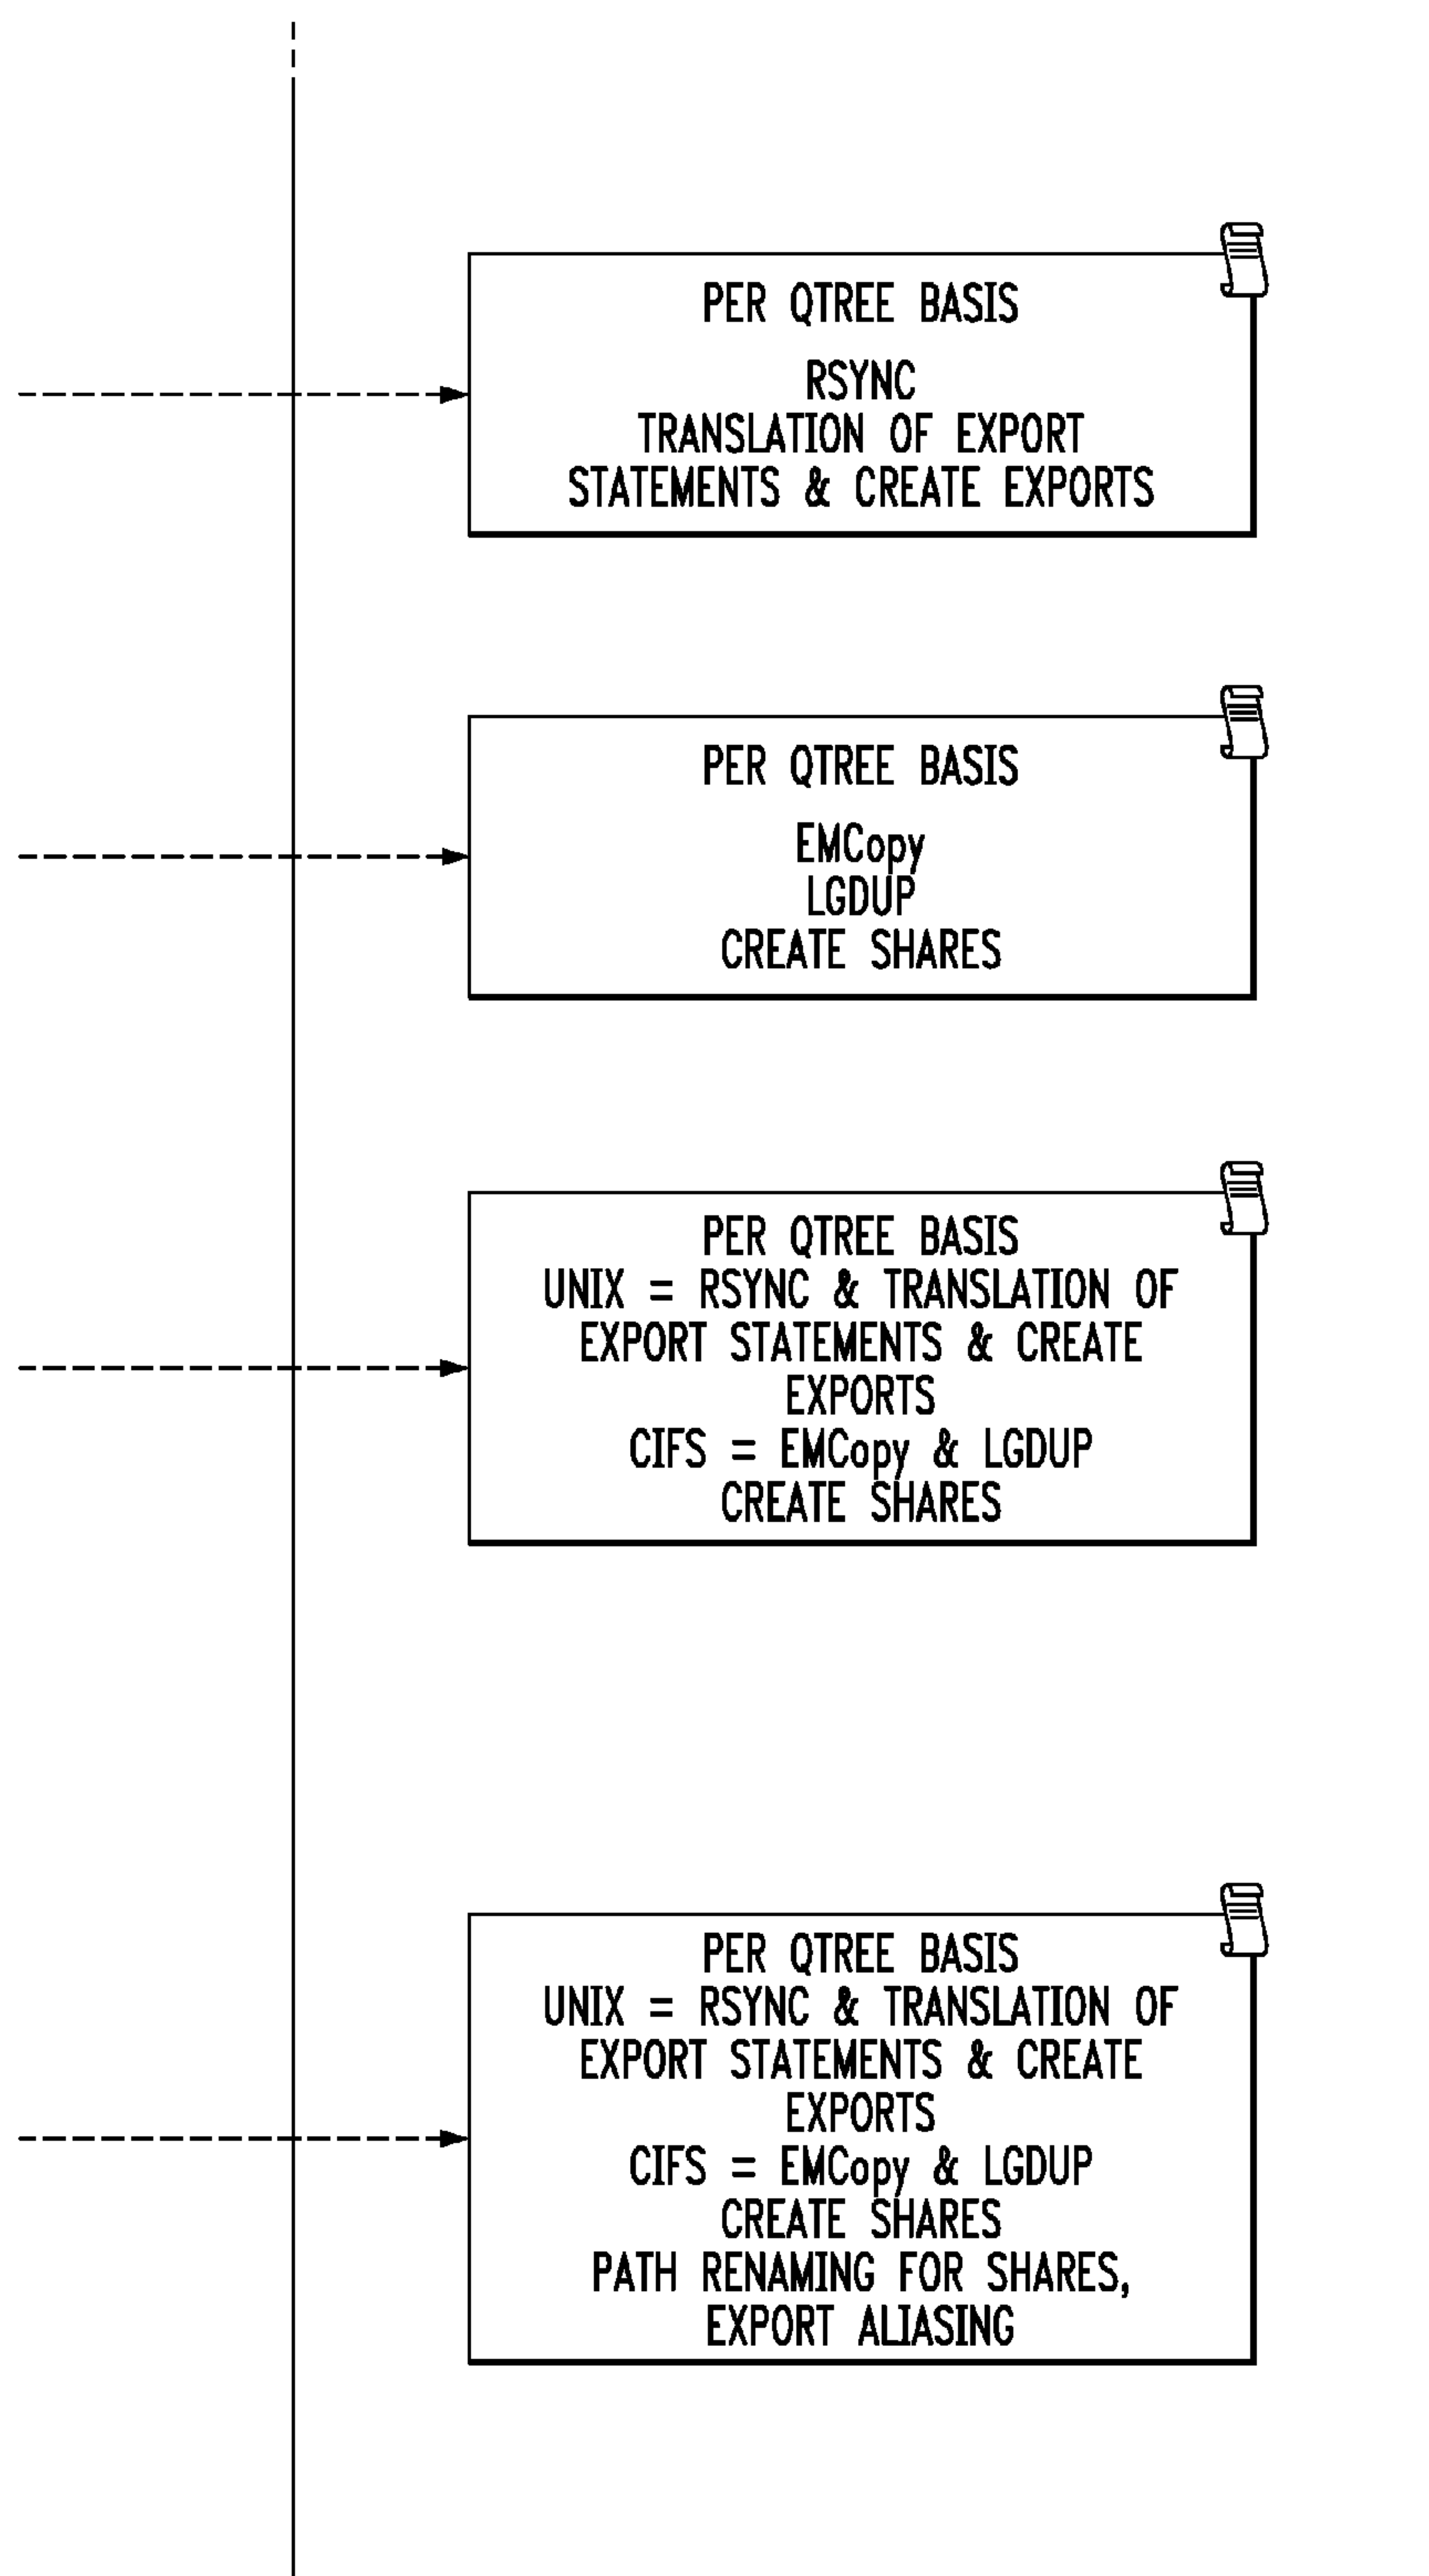 PER QTREE BASIS
RSYNC
TRANSLATION OF EXPORT
STATEMENTS & CREATE EXPORTS
PER QTREE BASIS
EMCopy
LGDUP
CREATE SHARES
PER QTREE BASIS
UNIX = RSYNC & TRANSLATION OF
EXPORT STATEMENTS & CREATE
EXPORTS
CIFS = EMCopy & LGDUP
CREATE SHARES
PER QTREE BASIS
UNIX = RSYNC & TRANSLATION OF
EXPORT STATEMENTS & CREATE
EXPORTS
CIFS = EMCopy & LGDUP
CREATE SHARES
PATH RENAMING FOR SHARES,
EXPORT ALIASING